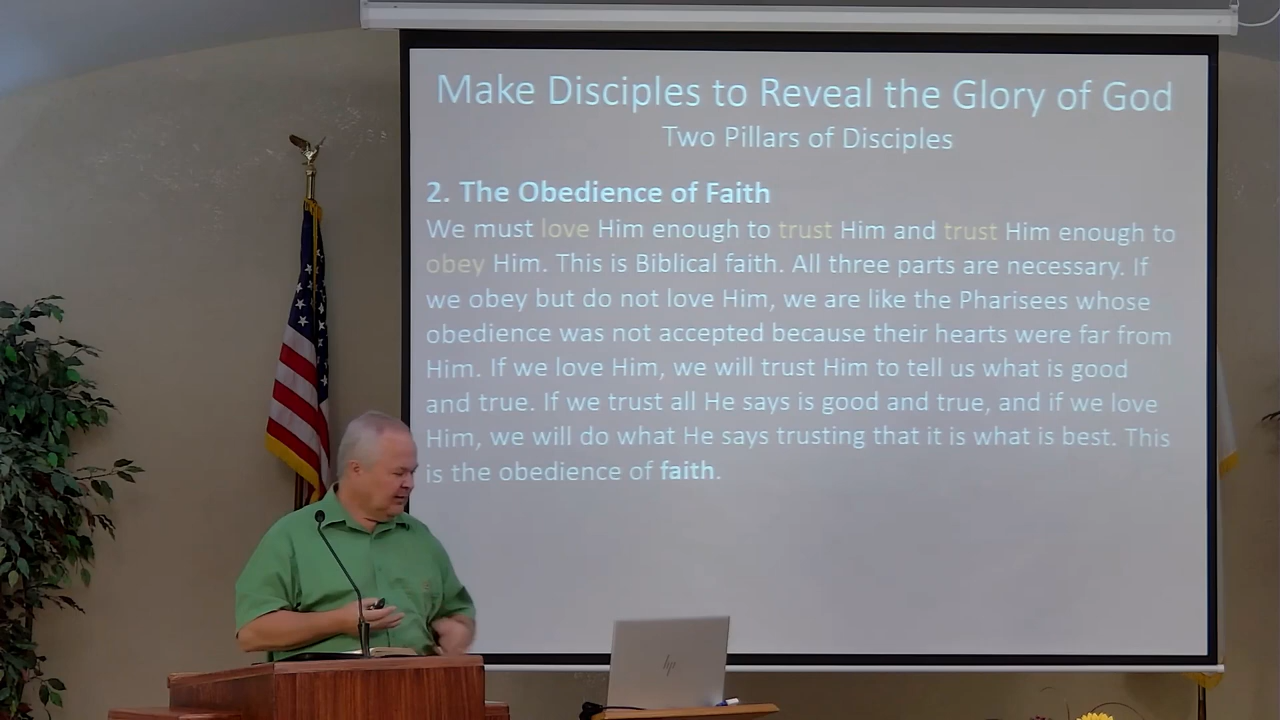 Make Disciples to Reveal the Glory of God
Two Pillars of Disciples
2. The Obedience of Faith
We must love Him enough to trust Him and trust Him enough to
obey Him. This is Biblical faith. All three parts are necessary. If
we obey but do not love Him, we are like the Pharisees whose
obedience was not accepted because their hearts were far from
Him. If we love Him, we will trust Him to tell us what is good
and true. If we trust all He says is good and true, and if we love
Him, we will do what He says trusting that it is what is best. This
is the obedience of faith.
hp